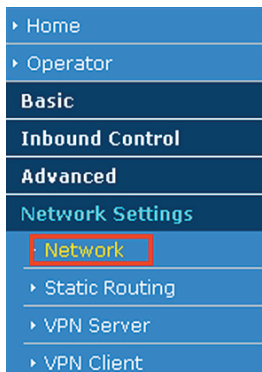 Home
Operator
Basic
Inbound Control
Advanced
Network Settings
Network
Static Routing
VPN Server
VPN Client